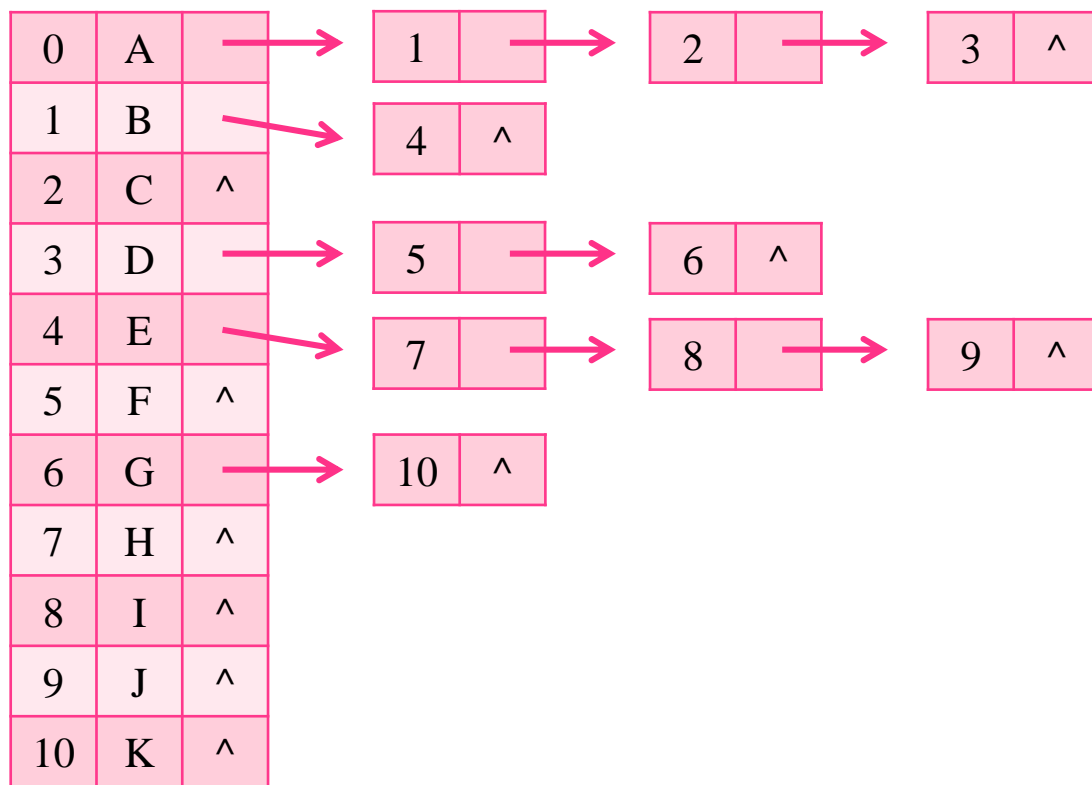 0 A 1 2 3 ^
1 B 4 ^
2 C ^
3 D 5 6 ^
4 E 7 8 9 ^
5 F ^
6 G 10 ^
7 H ^
8 I ^
9 J ^
10 K ^